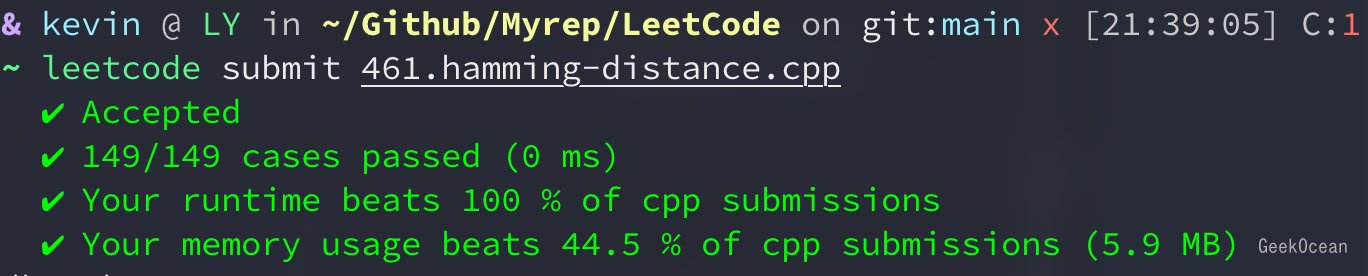 & kevin @ LY in ~/Github/Myrep/LeetCode on git:main x [21:39:05] C:1
~ leetcode submit 461.hamming-distance.cpp
✔ Accepted
✔ 149/149 cases passed (0 ms)
✔ Your runtime beats 100 % of cpp submissions
✔ Your memory usage beats 44.5 % of cpp submissions (5.9 MB)
GeekOcean